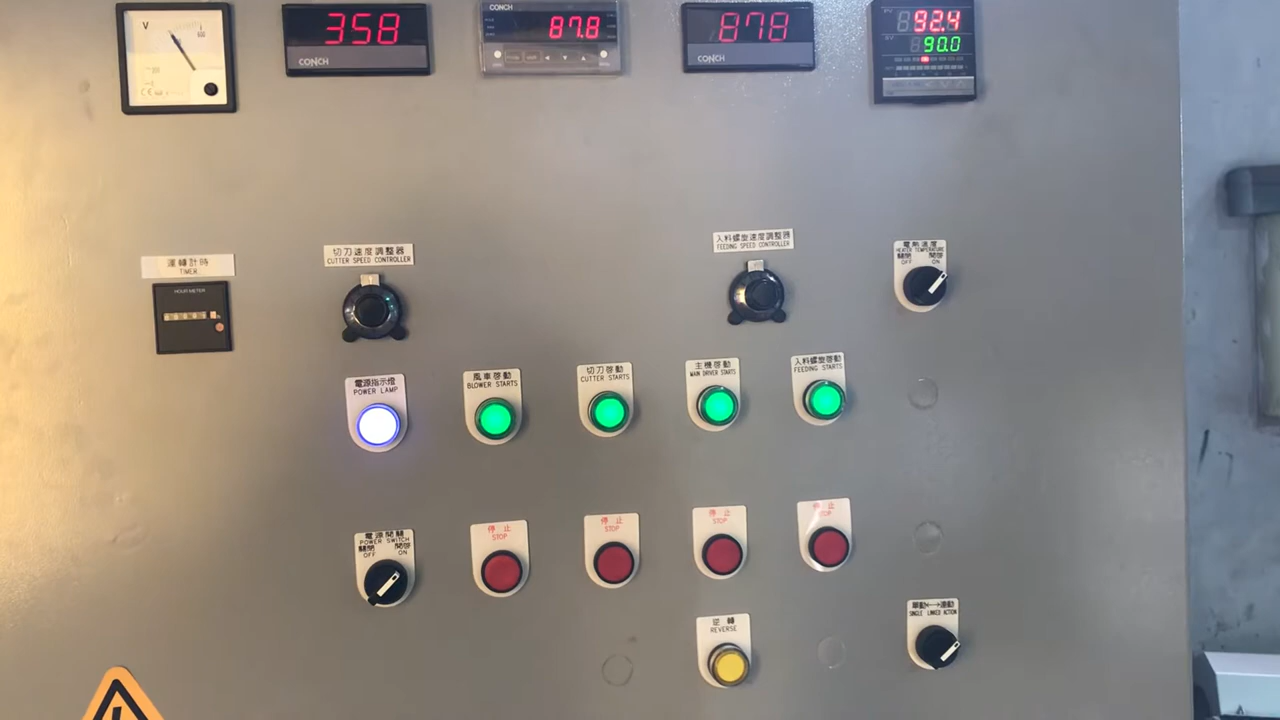 V
600
CE
358
CONCH
CONCH
87.8
878
CONCH
PV
92.4
SV
90.0
運轉計時
TIMER
HOUR METER
切刀速度調整器
CUTTER SPEED CONTROLLER
入料螺旋速度調整器
FEEDING SPEED CONTROLLER
電熱溫度
HEATER TEMPERATURE
關閉 開啓
OFF ON
電源指示燈
POWER LAMP
風車啓動
BLOWER STARTS
切刀啓動
CUTTER STARTS
主機啓動
MAIN DRIVER STARTS
入料螺旋啓動
FEEDING STARTS
電源開關
POWER SWITCH
關閉 開啓
OFF ON
停止
STOP
停止
STOP
停止
STOP
停止
STOP
逆轉
REVERSE
單動←→連動
SINGLE LINKED ACTION